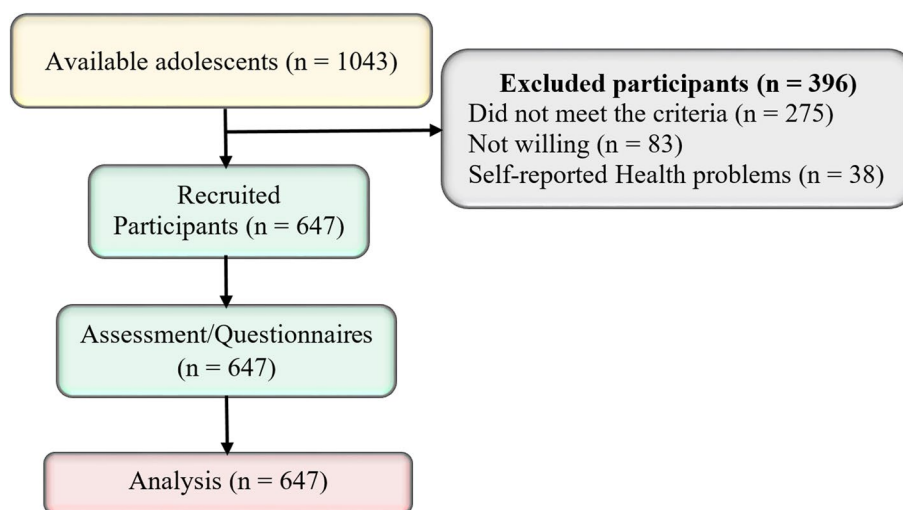 Available adolescents (n = 1043)
Excluded participants (n = 396)
Did not meet the criteria (n = 275)
Not willing (n = 83)
Self-reported Health problems (n = 38)
Recruited
Participants (n = 647)
Assessment/Questionnaires
(n = 647)
Analysis (n = 647)